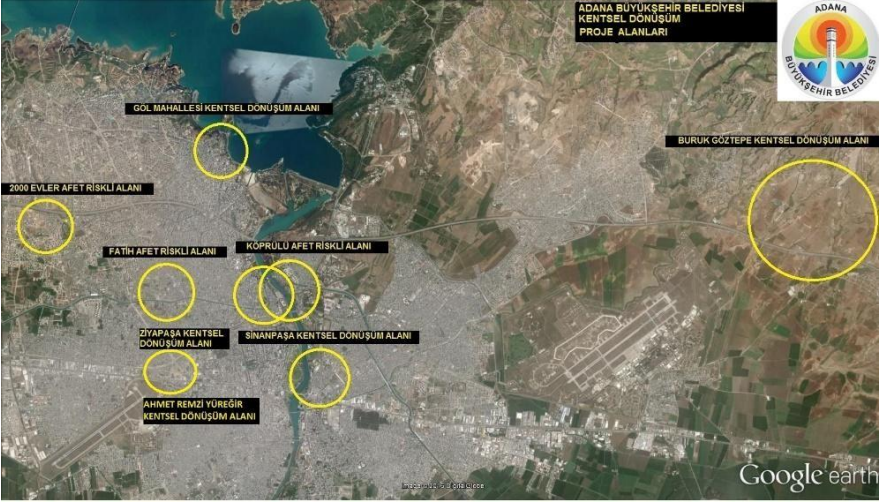 ADANA BÜYÜKŞEHİR BELEDİYESİ
KENTSEL DÖNÜŞÜM
PROJE ALANLARI
ADANA
BÜYÜKŞEHİR BELEDİYESİ
GÖL MAHALLESİ KENTSEL DÖNÜŞÜM ALANI
BURUK GÖZTEPE KENTSEL DÖNÜŞÜM ALANI
2000 EVLER AFET RİSKLİ ALANI
FATİH AFET RİSKLİ ALANI
KÖPRÜLÜ AFET RİSKLİ ALANI
ZİYAPAŞA KENTSEL
DÖNÜŞÜM ALANI
SİNANPAŞA KENTSEL DÖNÜŞÜM ALANI
AHMET REMZİ YÜREĞİR
KENTSEL DÖNÜŞÜM ALANI
Google earth